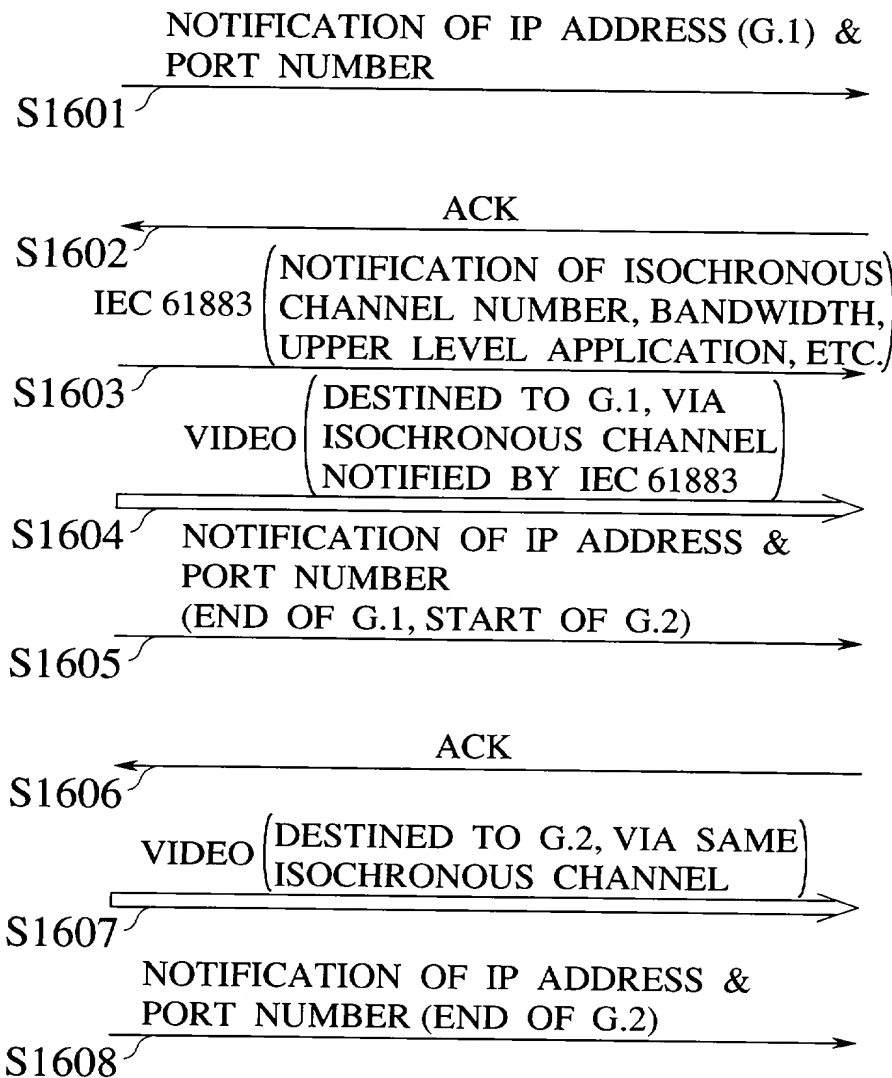 NOTIFICATION OF IP ADDRESS (G.1) &
PORT NUMBER
S1601
ACK
S1602
IEC 61883 (NOTIFICATION OF ISOCHRONOUS
CHANNEL NUMBER, BANDWIDTH,
UPPER LEVEL APPLICATION, ETC.)
S1603
VIDEO (DESTINED TO G.1, VIA
ISOCHRONOUS CHANNEL
NOTIFIED BY IEC 61883)
S1604
NOTIFICATION OF IP ADDRESS &
PORT NUMBER
(END OF G.1, START OF G.2)
S1605
ACK
S1606
VIDEO (DESTINED TO G.2, VIA SAME
ISOCHRONOUS CHANNEL)
S1607
NOTIFICATION OF IP ADDRESS &
PORT NUMBER (END OF G.2)
S1608